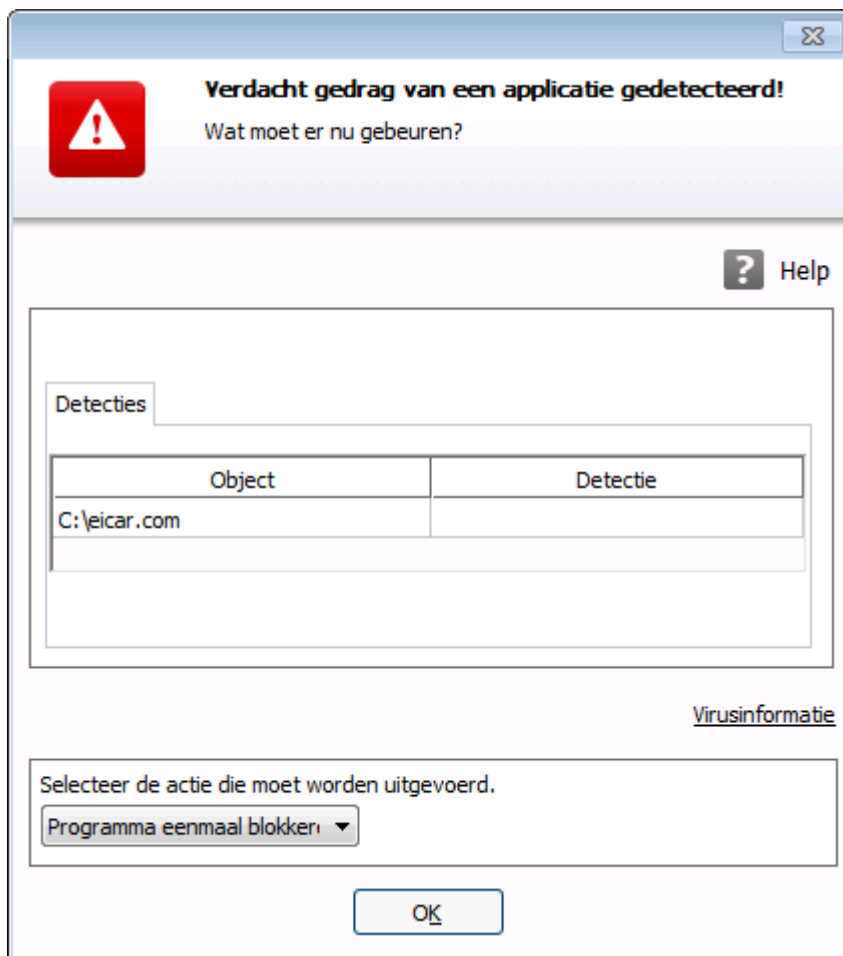 Verdacht gedrag van een applicatie gedetecteerd!
Wat moet er nu gebeuren?
? Help
Detecties
Object Detectie
C:\eicar.com
Virusinformatie
Selecteer de actie die moet worden uitgevoerd.
Programma eenmaal blokker
OK